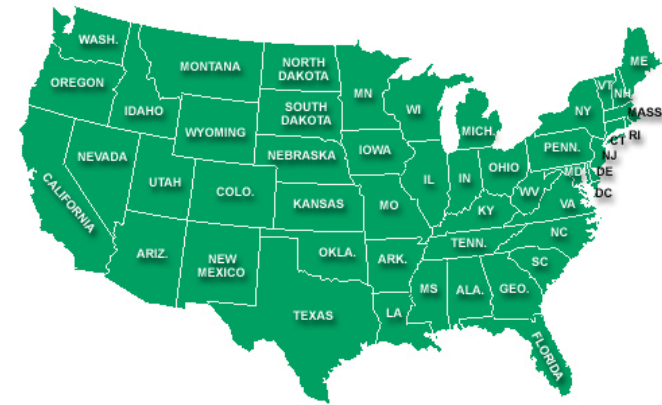 WASH.
MONTANA
NORTH
DAKOTA
MN
ME
OREGON
IDAHO
SOUTH
DAKOTA
WI
VT
NH
NY
MASS
WYOMING
MICH.
RI
CT
NEVADA
NEBRASKA
IOWA
PENN.
NJ
UTAH
COLO.
IL
IN
OHIO
MD
DE
CALIFORNIA
KANSAS
MO
WV
DC
KY
VA
ARIZ.
NEW
MEXICO
OKLA.
ARK.
TENN.
NC
SC
TEXAS
LA
MS
ALA.
GEO.
FLORIDA